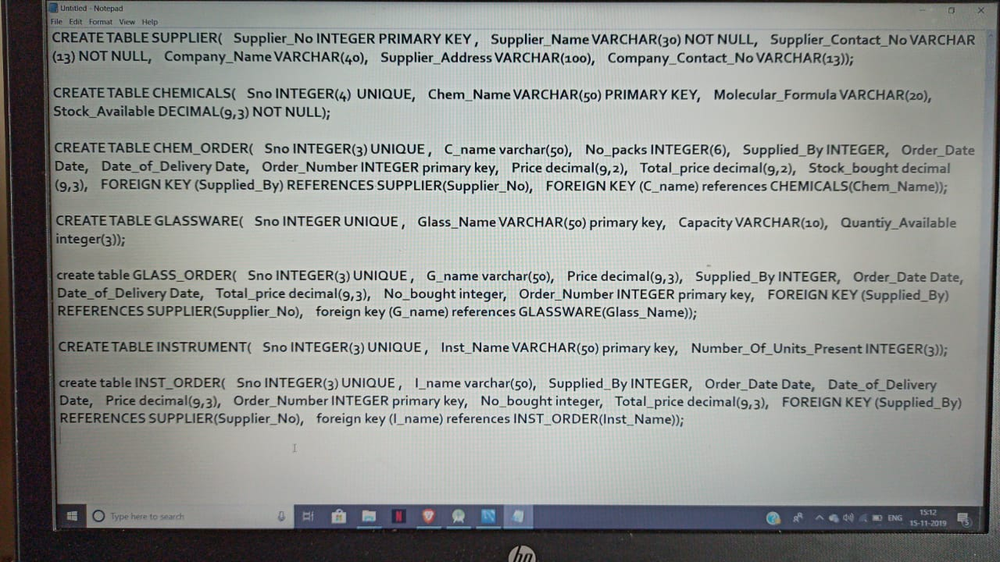 Untitled - Notepad
File Edit Format View Help
CREATE TABLE SUPPLIER( Supplier_No INTEGER PRIMARY KEY , Supplier_Name VARCHAR(30) NOT NULL, Supplier_Contact_No VARCHAR
(13) NOT NULL, Company_Name VARCHAR(40), Supplier_Address VARCHAR(100), Company_Contact_No VARCHAR(13));
CREATE TABLE CHEMICALS( Sno INTEGER(4) UNIQUE, Chem_Name VARCHAR(50) PRIMARY KEY, Molecular_Formula VARCHAR(20),
Stock_Available DECIMAL(9,3) NOT NULL);
CREATE TABLE CHEM_ORDER( Sno INTEGER(3) UNIQUE , C_name varchar(50), No_packs INTEGER(6), Supplied_By INTEGER, Order_Date
Date, Date_of_Delivery Date, Order_Number INTEGER primary key, Price decimal(9,2), Total_price decimal(9,2), Stock_bought decimal
(9,3), FOREIGN KEY (Supplied_By) REFERENCES SUPPLIER(Supplier_No), FOREIGN KEY (C_name) references CHEMICALS(Chem_Name));
CREATE TABLE GLASSWARE( Sno INTEGER UNIQUE , Glass_Name VARCHAR(50) primary key, Capacity VARCHAR(10), Quantiy_Available
integer(3));
create table GLASS_ORDER( Sno INTEGER(3) UNIQUE , G_name varchar(50), Price decimal(9,3), Supplied_By INTEGER, Order_Date Date,
Date_of_Delivery Date, Total_price decimal(9,3), No_bought integer, Order_Number INTEGER primary key, FOREIGN KEY (Supplied_By)
REFERENCES SUPPLIER(Supplier_No), foreign key (G_name) references GLASSWARE(Glass_Name));
CREATE TABLE INSTRUMENT( Sno INTEGER(3) UNIQUE , Inst_Name VARCHAR(50) primary key, Number_Of_Units_Present INTEGER(3));
create table INST_ORDER( Sno INTEGER(3) UNIQUE , I_name varchar(50), Supplied_By INTEGER, Order_Date Date, Date_of_Delivery
Date, Price decimal(9,3), Order_Number INTEGER primary key, No_bought integer, Total_price decimal(9,3), FOREIGN KEY (Supplied_By)
REFERENCES SUPPLIER(Supplier_No), foreign key (I_name) references INST_ORDER(Inst_Name));
Type here to search
N
ENG
15:12
15-11-2019
5
hp